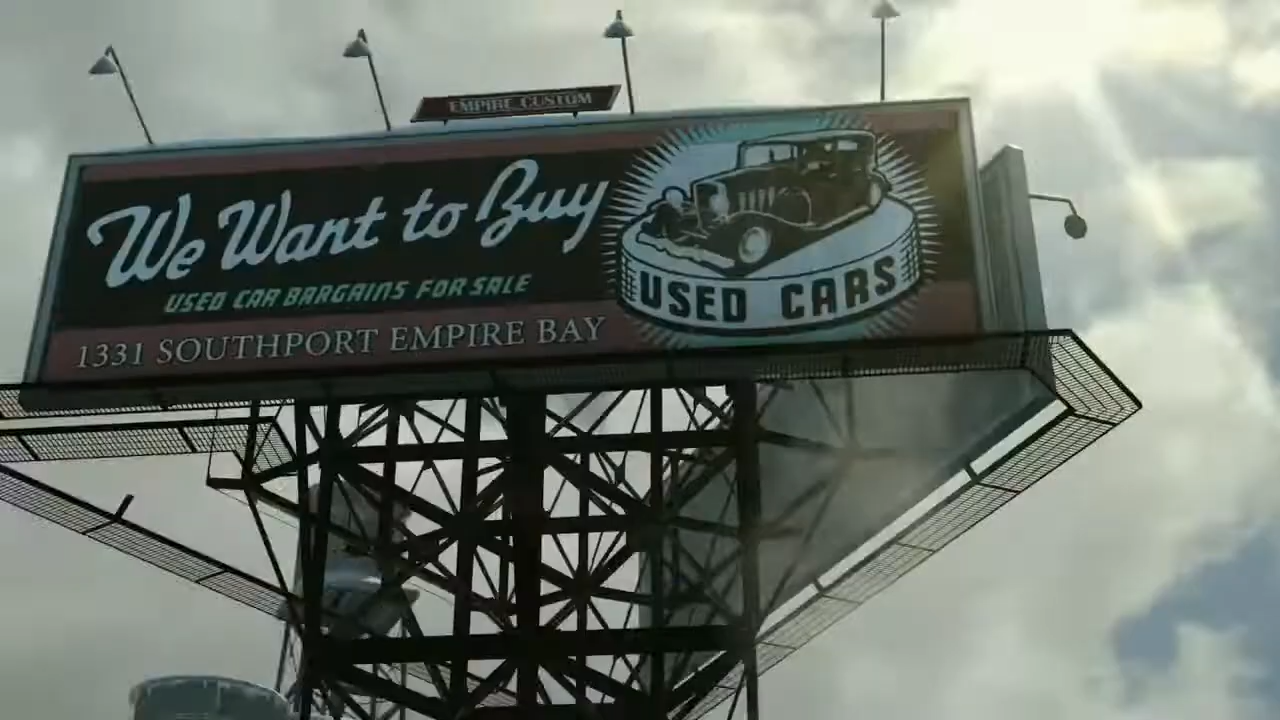 EMPIRE CUSTOM
We Want to Buy
USED CAR BARGAINS FOR SALE
1331 SOUTHPORT EMPIRE BAY
USED CARS